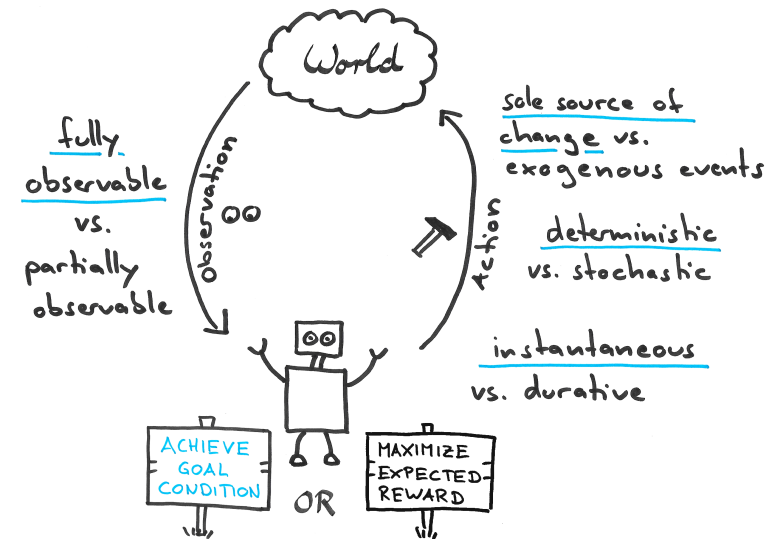 World
fully
observable
vs.
partially
observable
Observation
Action
sole source of
change vs.
exogenous events
deterministic
vs. stochastic
instantaneous
vs. durative
ACHIEVE
GOAL
CONDITION
OR
MAXIMIZE
EXPECTED
REWARD